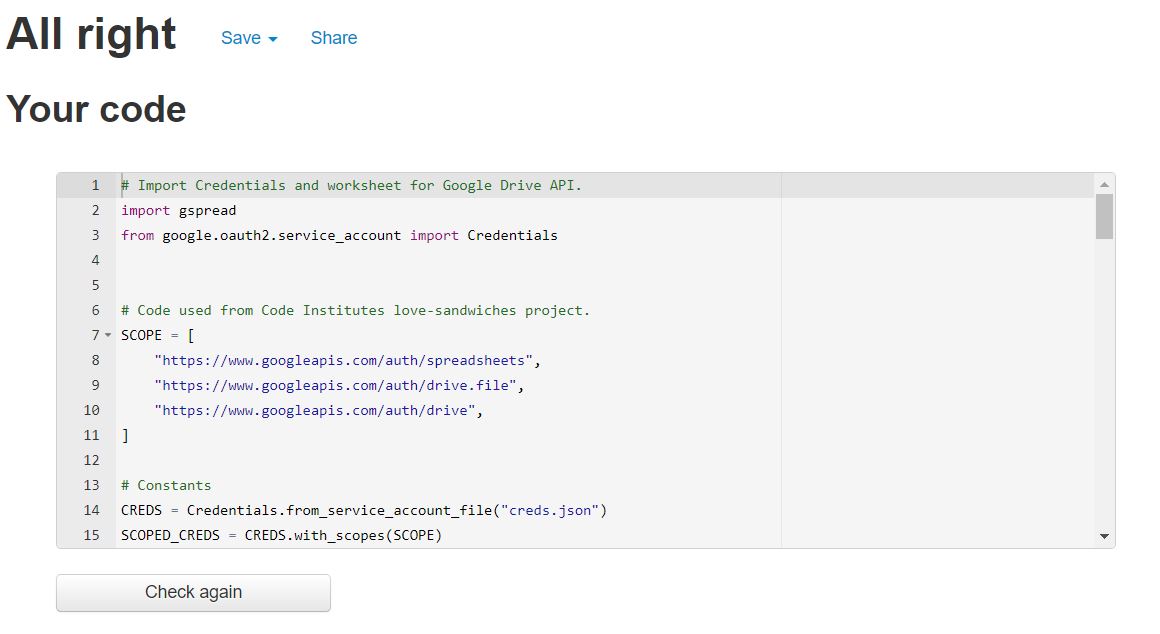 All right Save Share
Your code
1 # Import Credentials and worksheet for Google Drive API.
2 import gspread
3 from google.oauth2.service_account import Credentials
4
5
6 # Code used from Code Institutes love-sandwiches project.
7 SCOPE = [
8     "https://www.googleapis.com/auth/spreadsheets",
9     "https://www.googleapis.com/auth/drive.file",
10     "https://www.googleapis.com/auth/drive",
11 ]
12
13 # Constants
14 CREDS = Credentials.from_service_account_file("creds.json")
15 SCOPED_CREDS = CREDS.with_scopes(SCOPE)
Check again